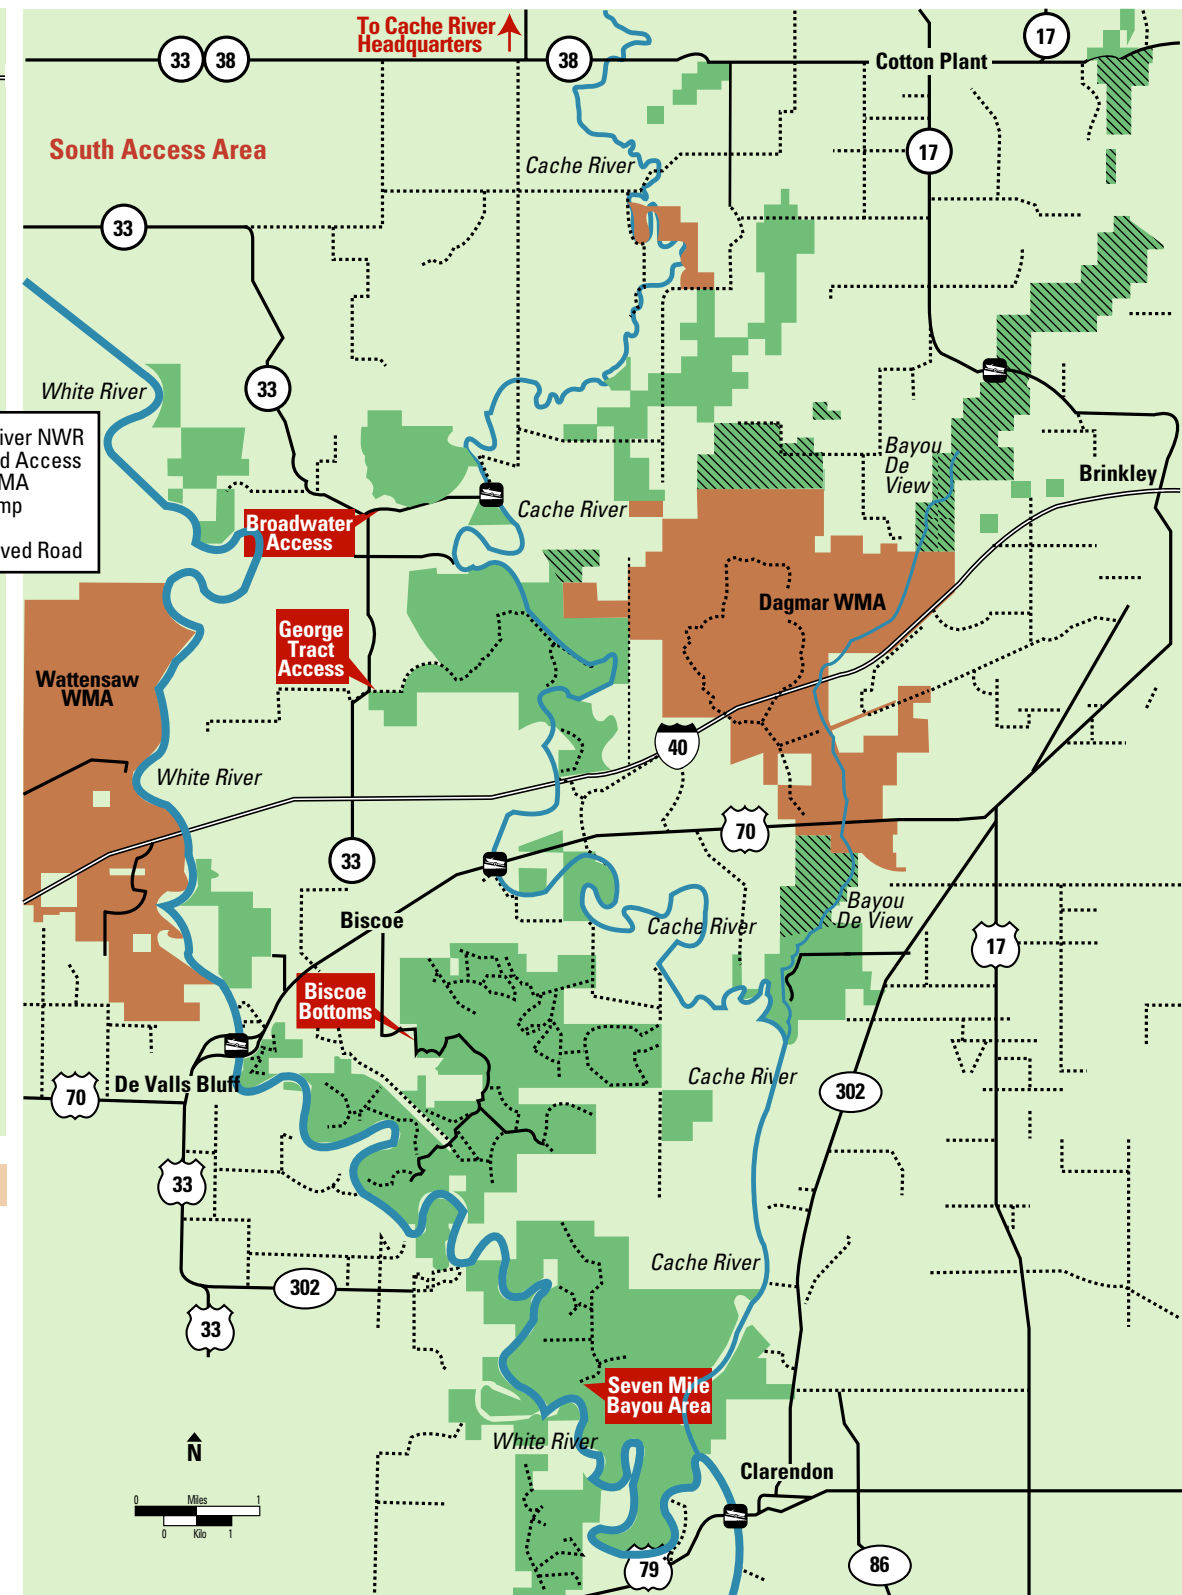 To Cache River
Headquarters
33
38
38
17
Cotton Plant
South Access Area
Cache River
17
33
White River
33
iver NWR
d Access
MA
mp
ved Road
Bayou
De
View
Brinkley
Cache River
Broadwater
Access
Dagmar WMA
George
Tract
Access
Wattensaw
WMA
40
White River
70
33
Bayou
De View
Biscoe
Cache River
17
Biscoe
Bottoms
De Valls Bluff
70
Cache River
302
33
Cache River
302
33
Seven Mile
Bayou Area
White River
N
Clarendon
0 Miles 1
0 Kilo 1
79
86